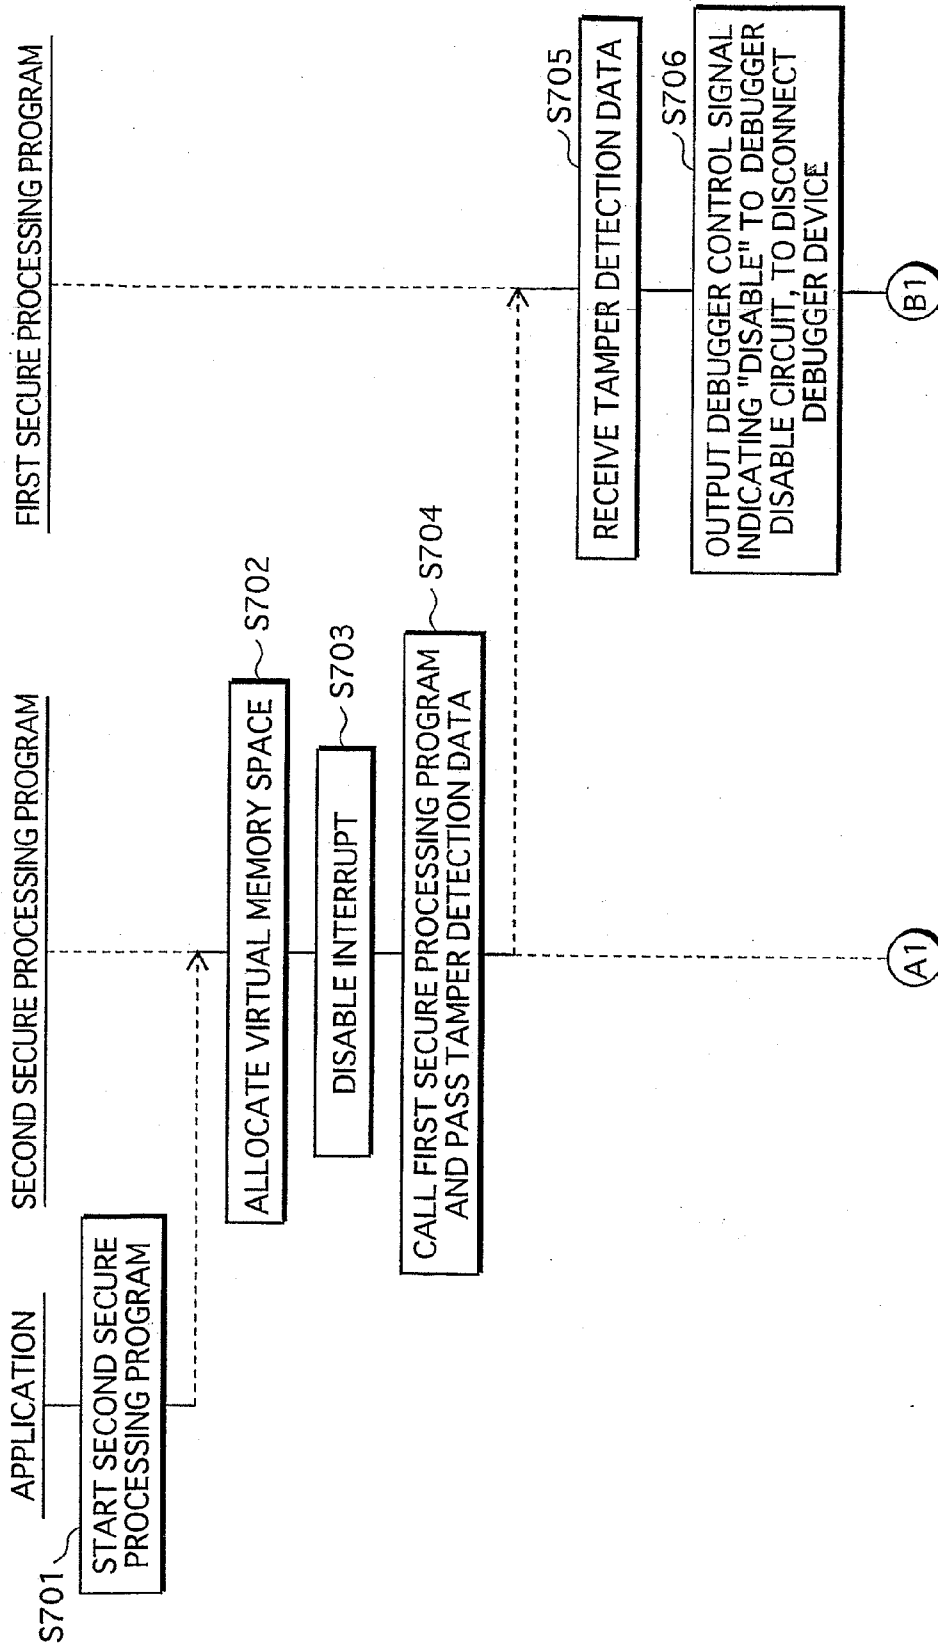 APPLICATION
SECOND SECURE PROCESSING PROGRAM
FIRST SECURE PROCESSING PROGRAM
S701
START SECOND SECURE
PROCESSING PROGRAM
ALLOCATE VIRTUAL MEMORY SPACE
S702
DISABLE INTERRUPT
S703
CALL FIRST SECURE PROCESSING PROGRAM
AND PASS TAMPER DETECTION DATA
S704
RECEIVE TAMPER DETECTION DATA
S705
OUTPUT DEBUGGER CONTROL SIGNAL
INDICATING "DISABLE" TO DEBUGGER
DISABLE CIRCUIT, TO DISCONNECT
DEBUGGER DEVICE
S706
A1
B1